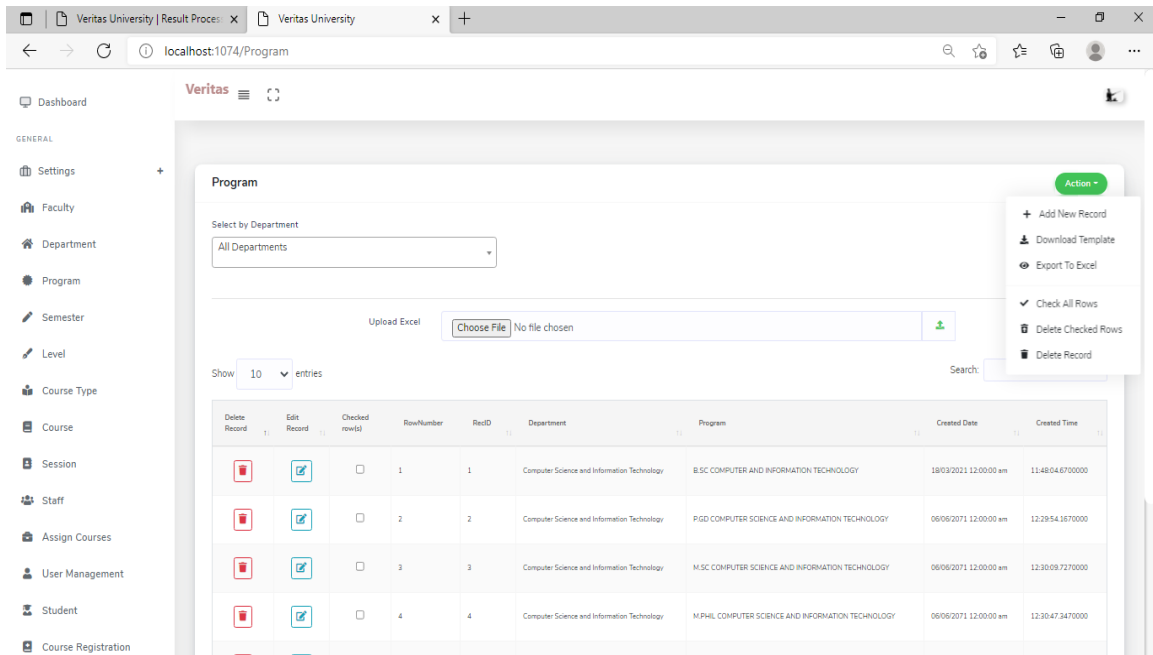 Veritas University | Result Proces
Veritas University
localhost:1074/Program
Dashboard
Veritas
GENERAL
Settings +
Faculty
Department
Program
Semester
Level
Course Type
Course
Session
Staff
Assign Courses
User Management
Student
Course Registration
Program
Action
Select by Department
All Departments
Add New Record
Download Template
Export To Excel
Check All Rows
Delete Checked Rows
Delete Record
Upload Excel Choose File No file chosen
Show 10 entries
Search:
Delete Record Edit Record Checked row(s) RowNumber RecID Department Program Created Date Created Time
1 1 Computer Science and Information Technology B.SC COMPUTER AND INFORMATION TECHNOLOGY 18/03/2021 12:00:00 am 11:48:04.6700000
2 2 Computer Science and Information Technology P.GD COMPUTER SCIENCE AND INFORMATION TECHNOLOGY 06/06/2071 12:00:00 am 12:29:54.1670000
3 3 Computer Science and Information Technology M.SC COMPUTER SCIENCE AND INFORMATION TECHNOLOGY 06/06/2071 12:00:00 am 12:30:09.7270000
4 4 Computer Science and Information Technology M.PHIL COMPUTER SCIENCE AND INFORMATION TECHNOLOGY 06/06/2071 12:00:00 am 12:30:47.3470000